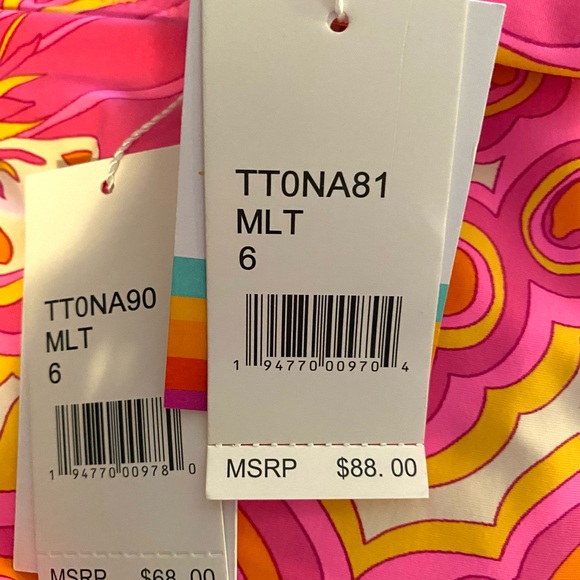 TT0NA81
MLT
6
1 94770 00970 4
MSRP $88.00
TT0NA90
MLT
6
1 94770 00978 0
MSRP $68.00